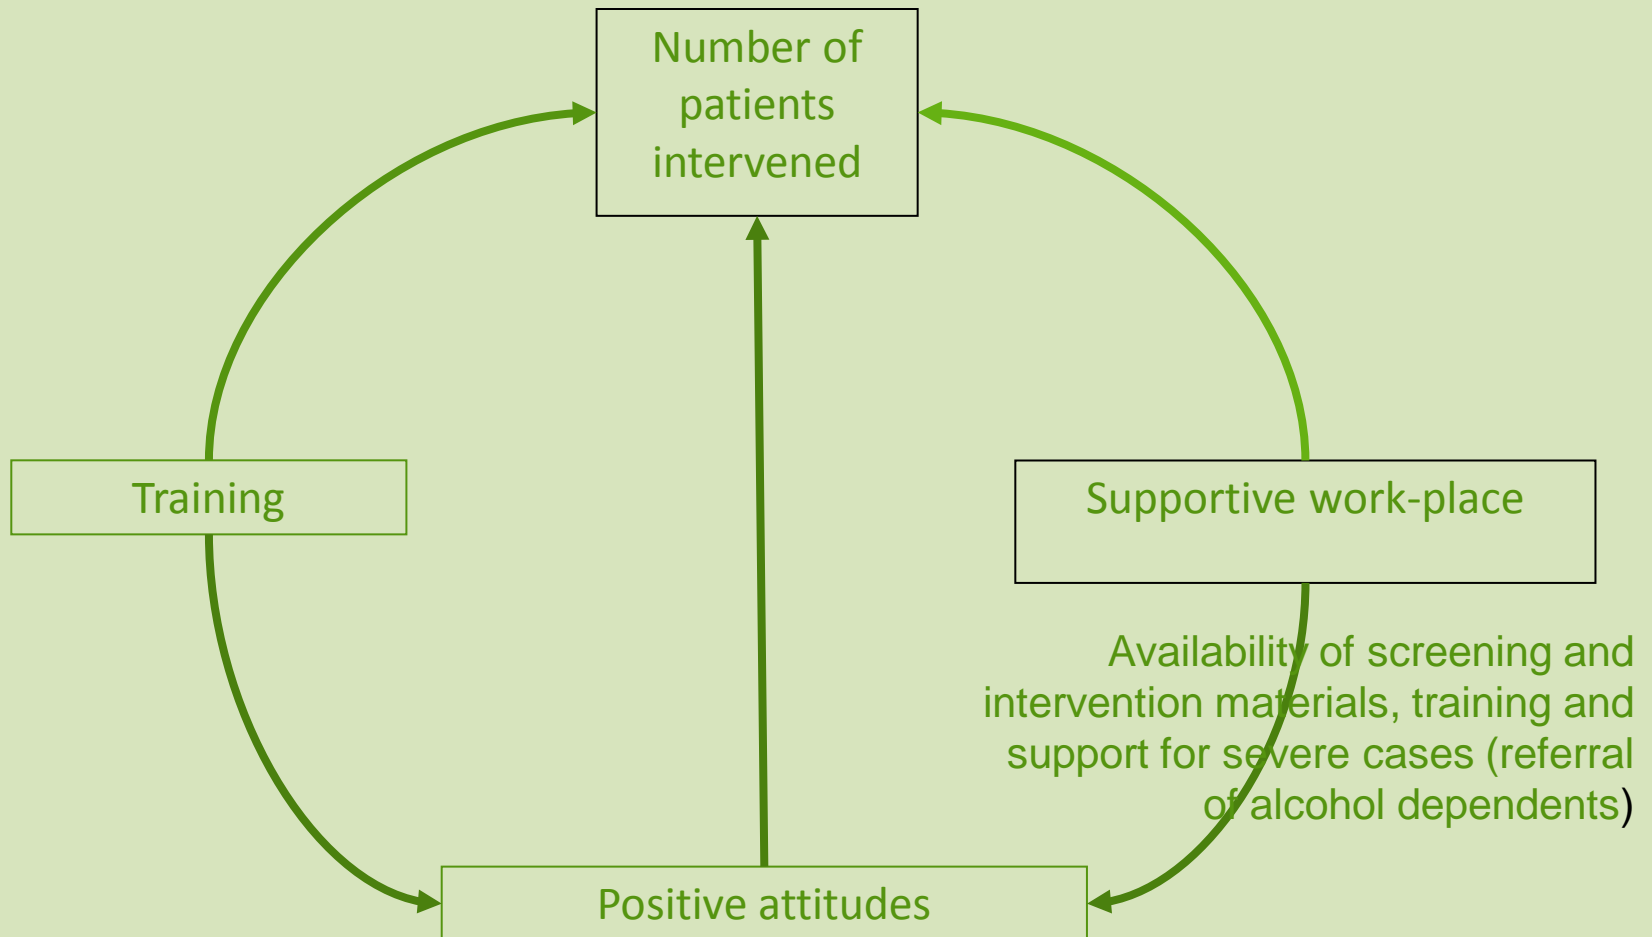 Number of
patients
intervened
Training
Supportive work-place
Availability of screening and
intervention materials, training and
support for severe cases (referral
of alcohol dependents)
Positive attitudes